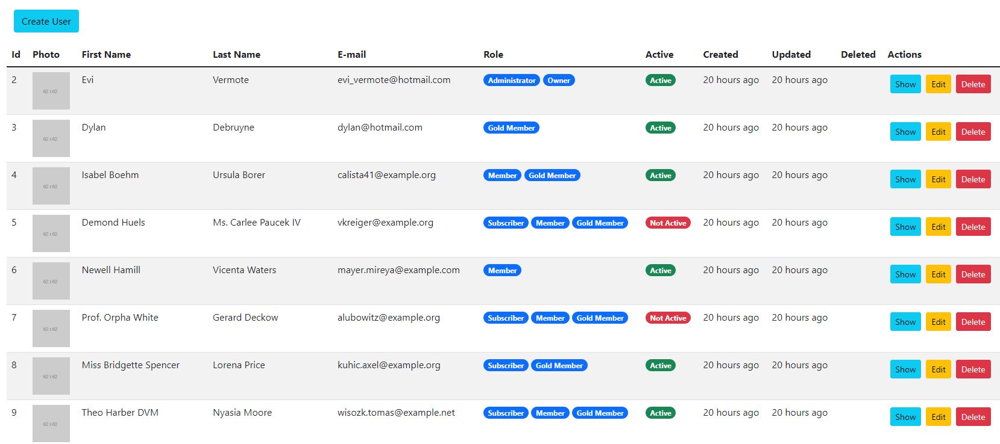 Create User
Id Photo First Name Last Name E-mail Role Active Created Updated Deleted Actions
2 62 x 62 Evi Vermote evi_vermote@hotmail.com Administrator Owner Active 20 hours ago 20 hours ago Show Edit Delete
3 62 x 62 Dylan Debruyne dylan@hotmail.com Gold Member Active 20 hours ago 20 hours ago Show Edit Delete
4 62 x 62 Isabel Boehm Ursula Borer calista41@example.org Member Gold Member Active 20 hours ago 20 hours ago Show Edit Delete
5 62 x 62 Demond Huels Ms. Carlee Paucek IV vkreiger@example.org Subscriber Member Gold Member Not Active 20 hours ago 20 hours ago Show Edit Delete
6 62 x 62 Newell Hamill Vicenta Waters mayer.mireya@example.com Member Active 20 hours ago 20 hours ago Show Edit Delete
7 62 x 62 Prof. Orpha White Gerard Deckow alubowitz@example.org Subscriber Member Gold Member Not Active 20 hours ago 20 hours ago Show Edit Delete
8 62 x 62 Miss Bridgette Spencer Lorena Price kuhic.axel@example.org Subscriber Gold Member Active 20 hours ago 20 hours ago Show Edit Delete
9 62 x 62 Theo Harber DVM Nyasia Moore wisozk.tomas@example.net Subscriber Member Gold Member Active 20 hours ago 20 hours ago Show Edit Delete